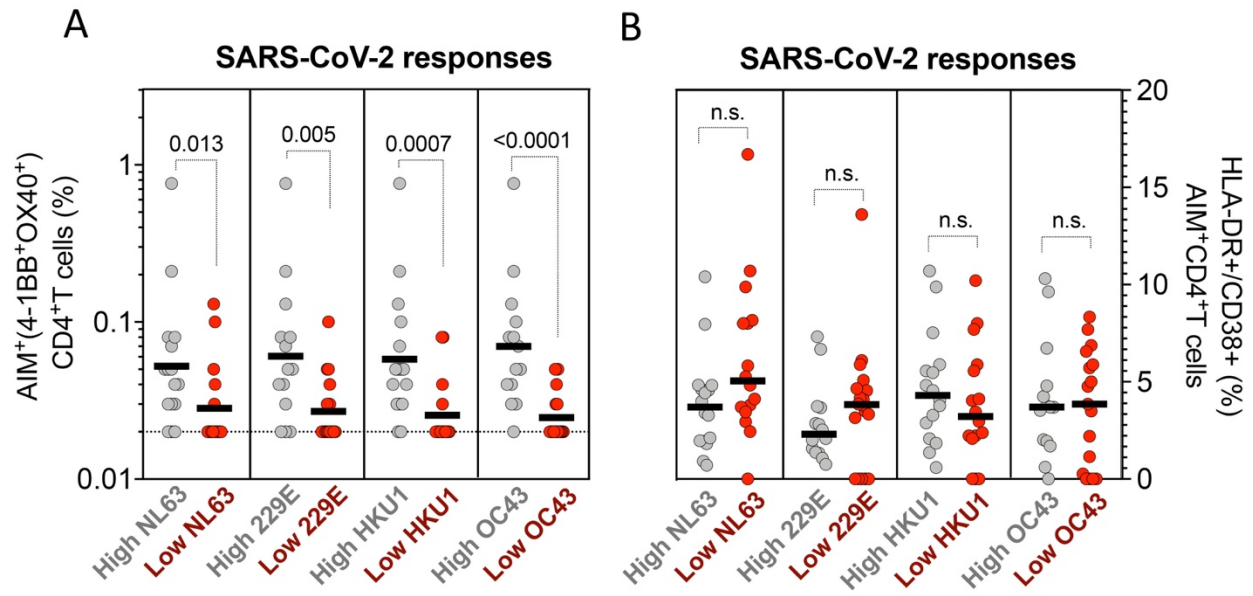 A
SARS-CoV-2 responses
AIM⁺(4-1BB⁺OX40⁺)
CD4⁺T cells (%)
1
0.1
0.01
0.013
0.005
0.0007
<0.0001
High NL63
Low NL63
High 229E
Low 229E
High HKU1
Low HKU1
High OC43
Low OC43
B
SARS-CoV-2 responses
n.s.
n.s.
n.s.
n.s.
20
15
10
5
0
HLA-DR+/CD38+ (%)
AIM⁺CD4⁺T cells
High NL63
Low NL63
High 229E
Low 229E
High HKU1
Low HKU1
High OC43
Low OC43